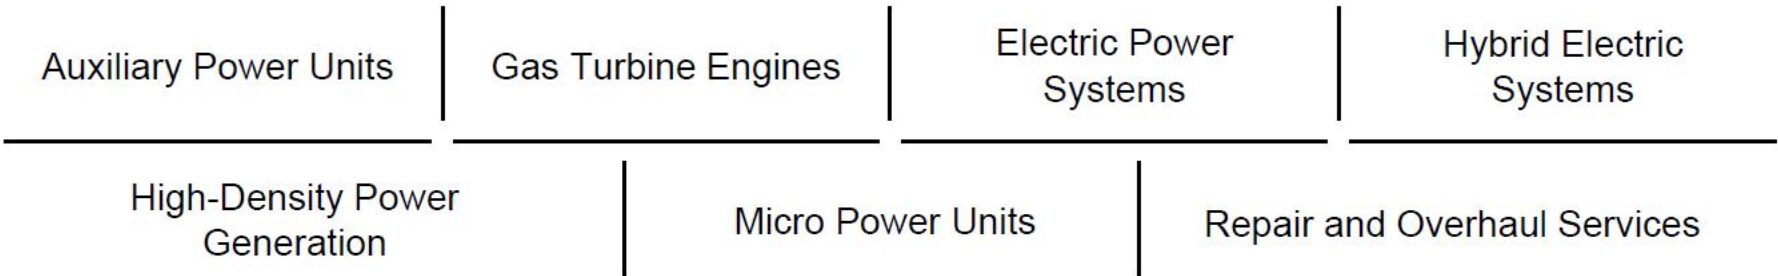 Auxiliary Power Units
Gas Turbine Engines
Electric Power
Systems
Hybrid Electric
Systems
High-Density Power
Generation
Micro Power Units
Repair and Overhaul Services